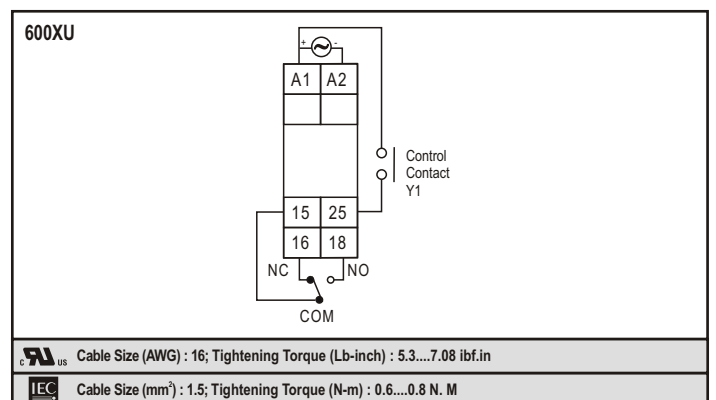 600XU
+ -
A1 A2
Control
Contact
Y1
15 25
16 18
NC NO
COM
c RU us Cable Size (AWG) : 16; Tightening Torque (Lb-inch) : 5.3....7.08 ibf.in
IEC Cable Size (mm²) : 1.5; Tightening Torque (N-m) : 0.6....0.8 N. M